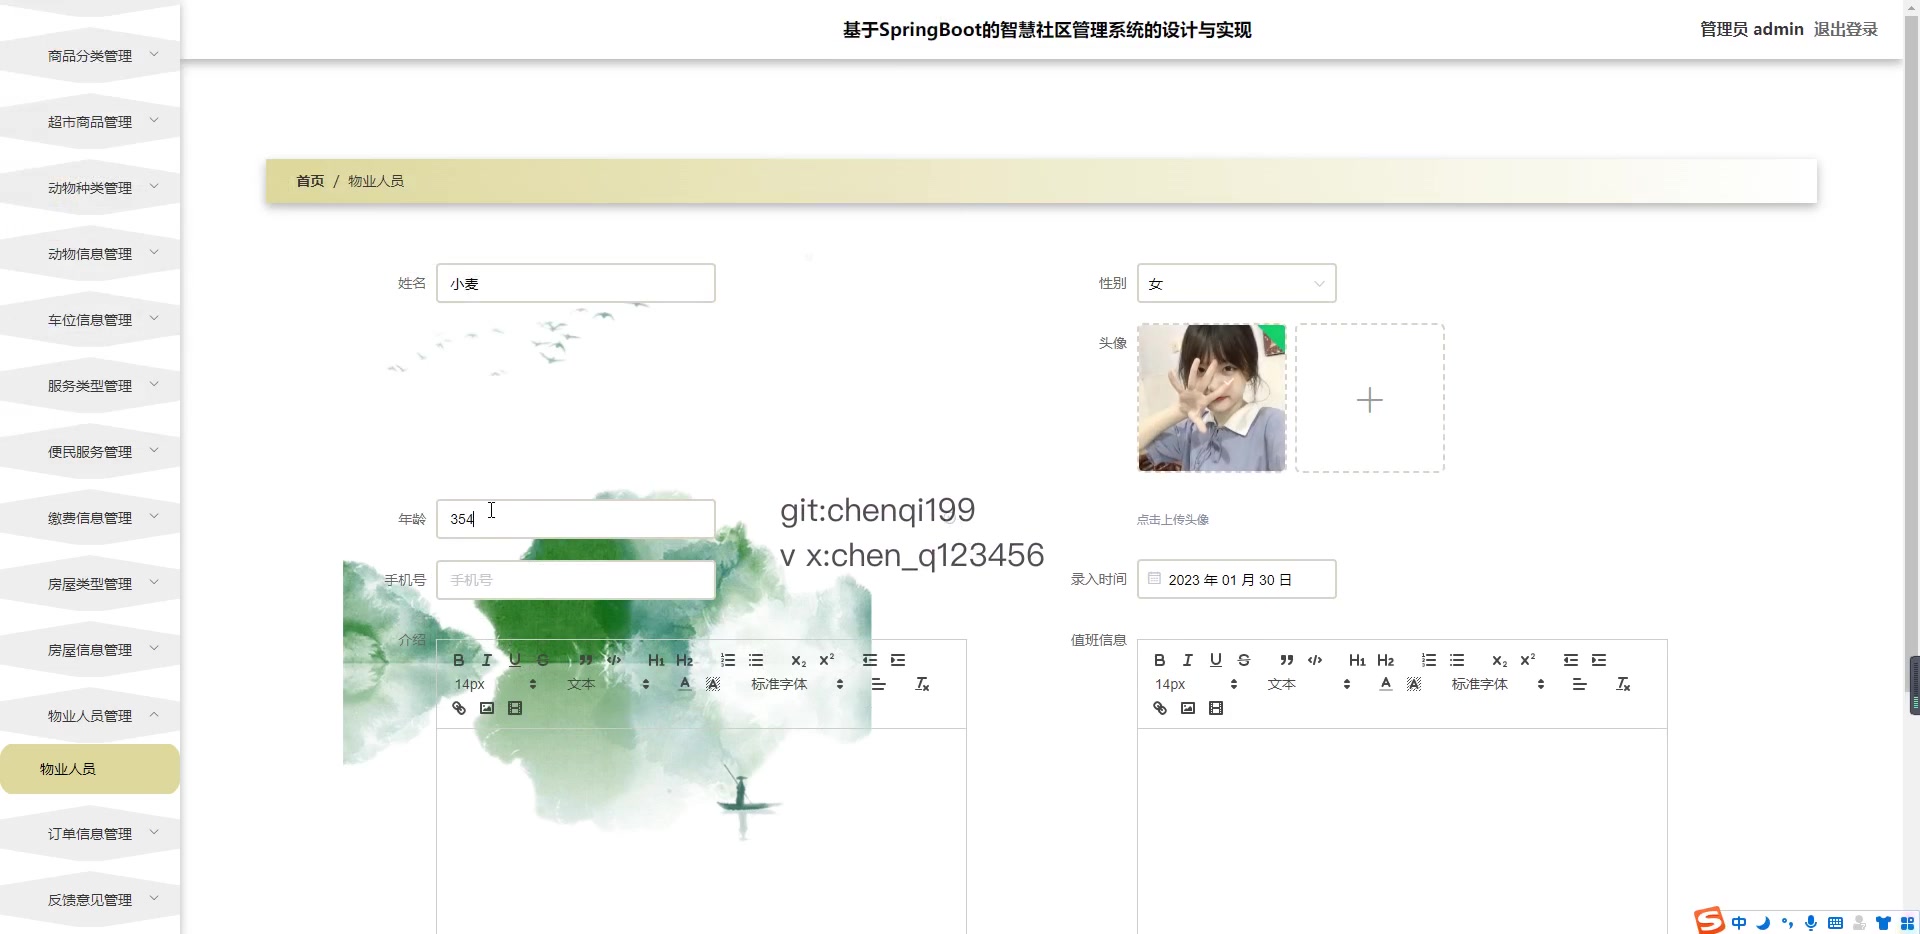 基于SpringBoot的智慧社区管理系统的设计与实现
管理员 admin 退出登录
商品分类管理
超市商品管理
动物种类管理
动物信息管理
车位信息管理
服务类型管理
便民服务管理
缴费信息管理
房屋类型管理
房屋信息管理
物业人员管理
物业人员
订单信息管理
反馈意见管理
首页 / 物业人员
姓名 小麦
性别 女
头像
年龄 354
点击上传头像
git:chenqi199
v x:chen_q123456
手机号 手机号
录入时间 2023 年 01 月 30 日
介绍
B I U S ” </> H1 H2 X2 X²
14px 文本 A A 标准字体
值班信息
B I U S ” </> H1 H2 X2 X²
14px 文本 A A 标准字体
中